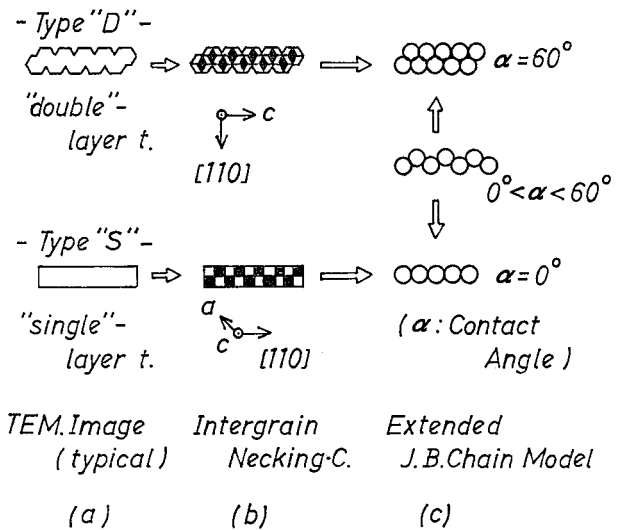 - Type "D" -
"double"-
layer t.
c
[110]
α = 60°
0° < α < 60°
- Type "S" -
"single"-
layer t.
a
c
[110]
α = 0°
(α : Contact
Angle)
TEM. Image
(typical)
(a)
Intergrain
Necking·C.
(b)
Extended
J.B. Chain Model
(c)